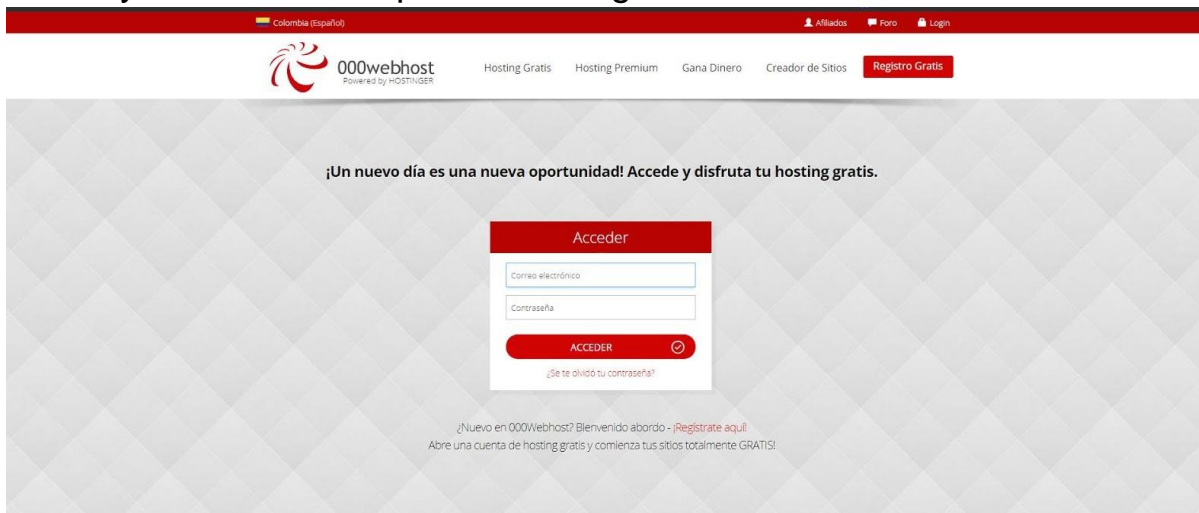 Colombia (Español)
Afiliados
Foro
Login
000webhost
Powered by HOSTINGER
Hosting Gratis
Hosting Premium
Gana Dinero
Creador de Sitios
Registro Gratis
¡Un nuevo día es una nueva oportunidad! Accede y disfruta tu hosting gratis.
Acceder
Correo electrónico
Contraseña
ACCEDER
¿Se te olvidó tu contraseña?
¿Nuevo en 000Webhost? Bienvenido abordo - ¡Regístrate aquí!
Abre una cuenta de hosting gratis y comienza tus sitios totalmente GRATIS!